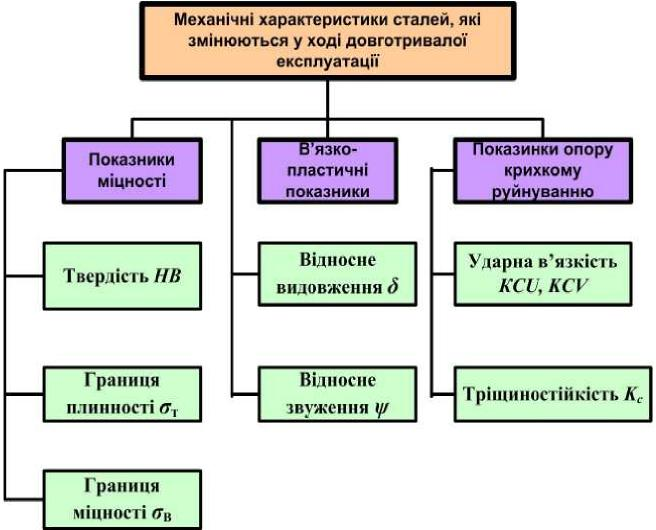 Механічні характеристики сталей, які
змінюються у ході довготривалої
експлуатації
Показники
міцності
Твердість HB
Границя
плинності σт
Границя
міцності σв
В’язко-
пластичні
показники
Відносне
видовження δ
Відносне
звуження ψ
Показинки опору
крихкому
руйнуванню
Ударна в’язкість
KCU, KCV
Тріщиностійкість Kc